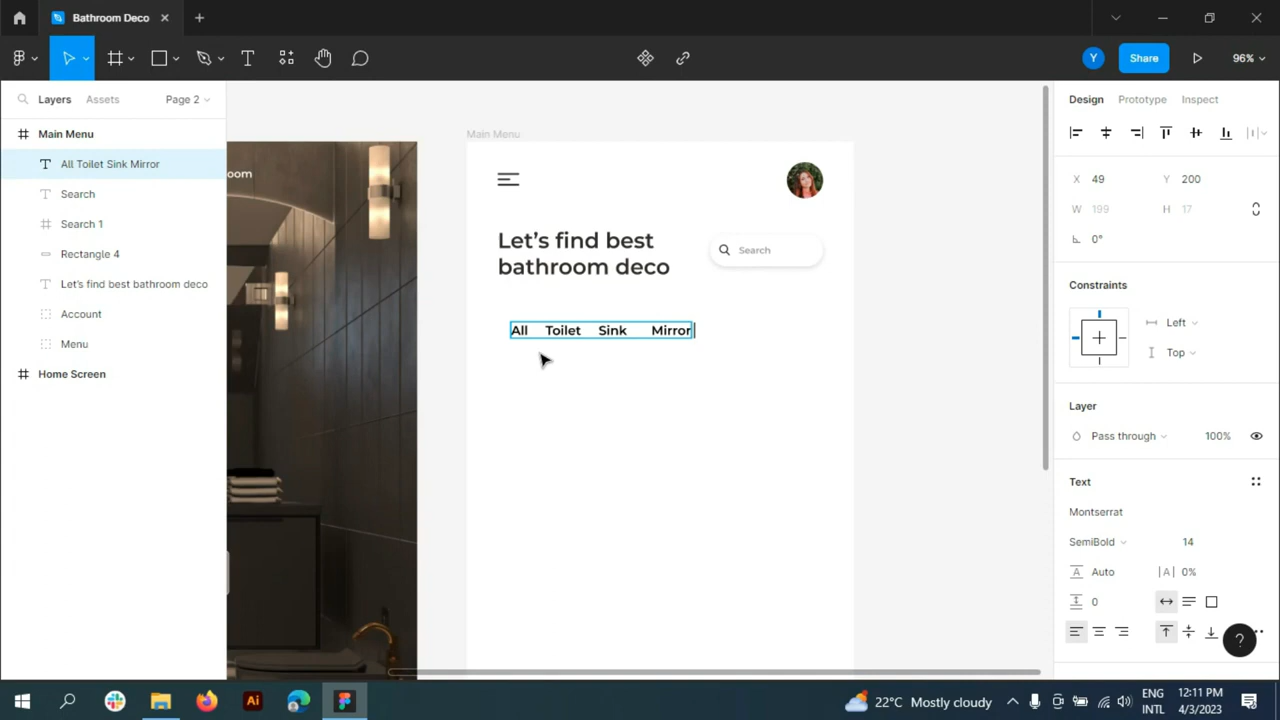 Bathroom Deco
Y
Share
96%
Layers
Assets
Page 2
Main Menu
All Toilet Sink Mirror
Search
Search 1
Rectangle 4
Let's find best bathroom deco
Account
Menu
Home Screen
oom
Main Menu
Let's find best
bathroom deco
Search
All Toilet Sink Mirror
Design
Prototype
Inspect
X 49
Y 200
W 199
H 17
0°
Constraints
Left
Top
Layer
Pass through
100%
Text
Montserrat
SemiBold
14
A Auto
|A| 0%
0
?
Ai
22°C Mostly cloudy
ENG
INTL
12:11 PM
4/3/2023